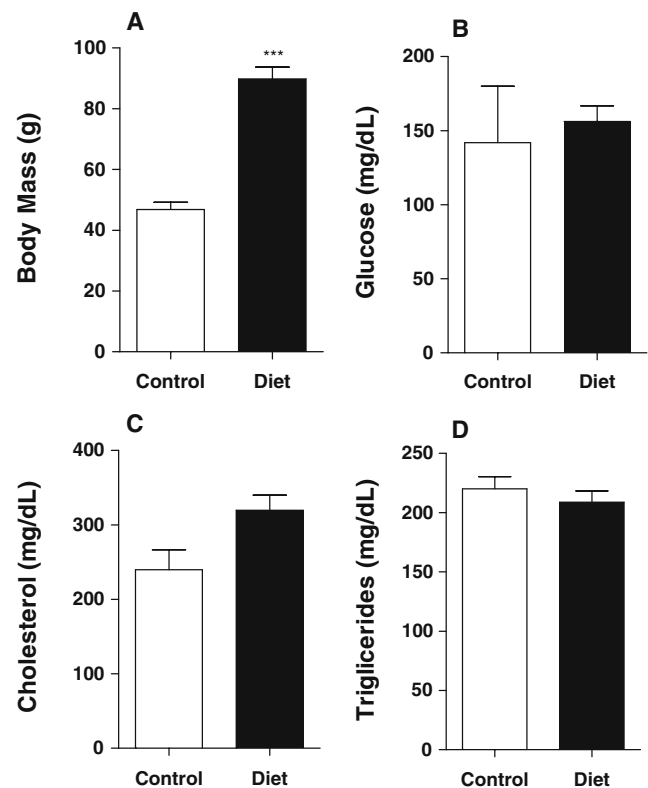 A
***
Body Mass (g)
100
80
60
40
20
0
Control Diet
B
Glucose (mg/dL)
200
150
100
50
0
Control Diet
C
Cholesterol (mg/dL)
400
300
200
100
0
Control Diet
D
Triglicerides (mg/dL)
250
200
150
100
50
0
Control Diet